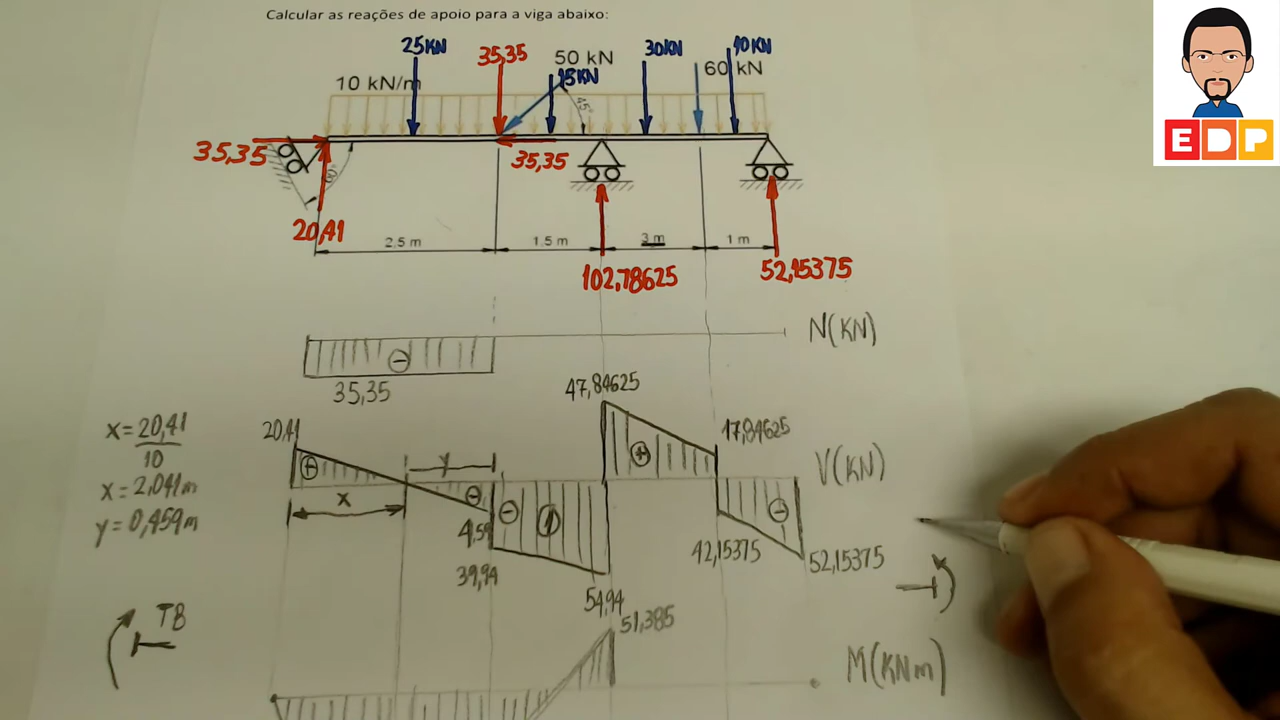 Calcular as reações de apoio para a viga abaixo:
25KN
35,35
50 kN
30KN
10KN
10 kN/m
15KN
60 kN
45°
EDP
35,35
35,35
20,41
2.5 m
1.5 m
3 m
1 m
102,78625
52,15375
N(KN)
35,35
47,84625
x=20,41
10
20,41
17,84625
V(KN)
x=2,041m
y
x
y=0,459m
4,59
42,15375
52,15375
39,94
54,94
TB
51,385
M(KNm)